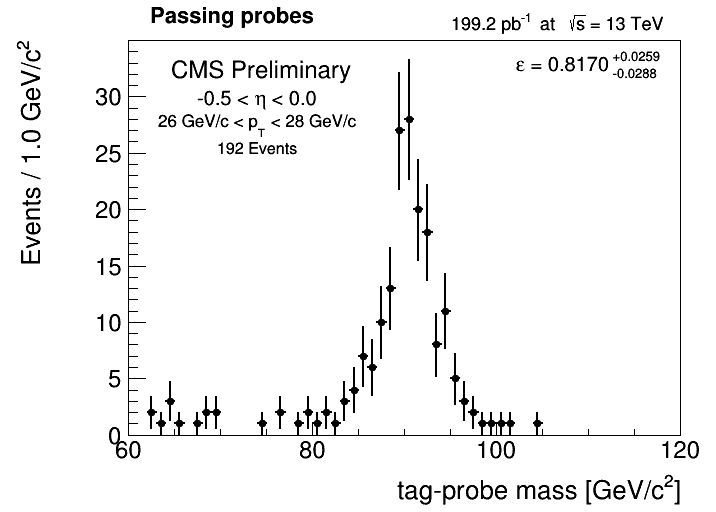 Passing probes
199.2 pb⁻¹ at √s = 13 TeV
CMS Preliminary
-0.5 < η < 0.0
26 GeV/c < p_T < 28 GeV/c
192 Events
ε = 0.8170 +0.0259 -0.0288
Events / 1.0 GeV/c²
30
25
20
15
10
5
0
60 80 100 120
tag-probe mass [GeV/c²]